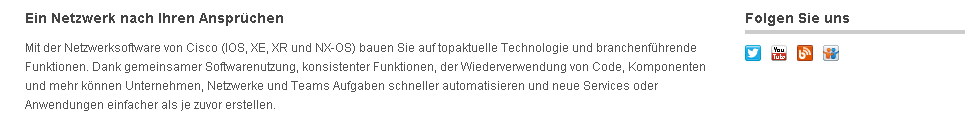 Ein Netzwerk nach Ihren Ansprüchen
Mit der Netzwerksoftware von Cisco (IOS, XE, XR und NX-OS) bauen Sie auf topaktuelle Technologie und branchenführende
Funktionen. Dank gemeinsamer Softwarenutzung, konsistenter Funktionen, der Wiederverwendung von Code, Komponenten
und mehr können Unternehmen, Netzwerke und Teams Aufgaben schneller automatisieren und neue Services oder
Anwendungen einfacher als je zuvor erstellen.
Folgen Sie uns
You Tube